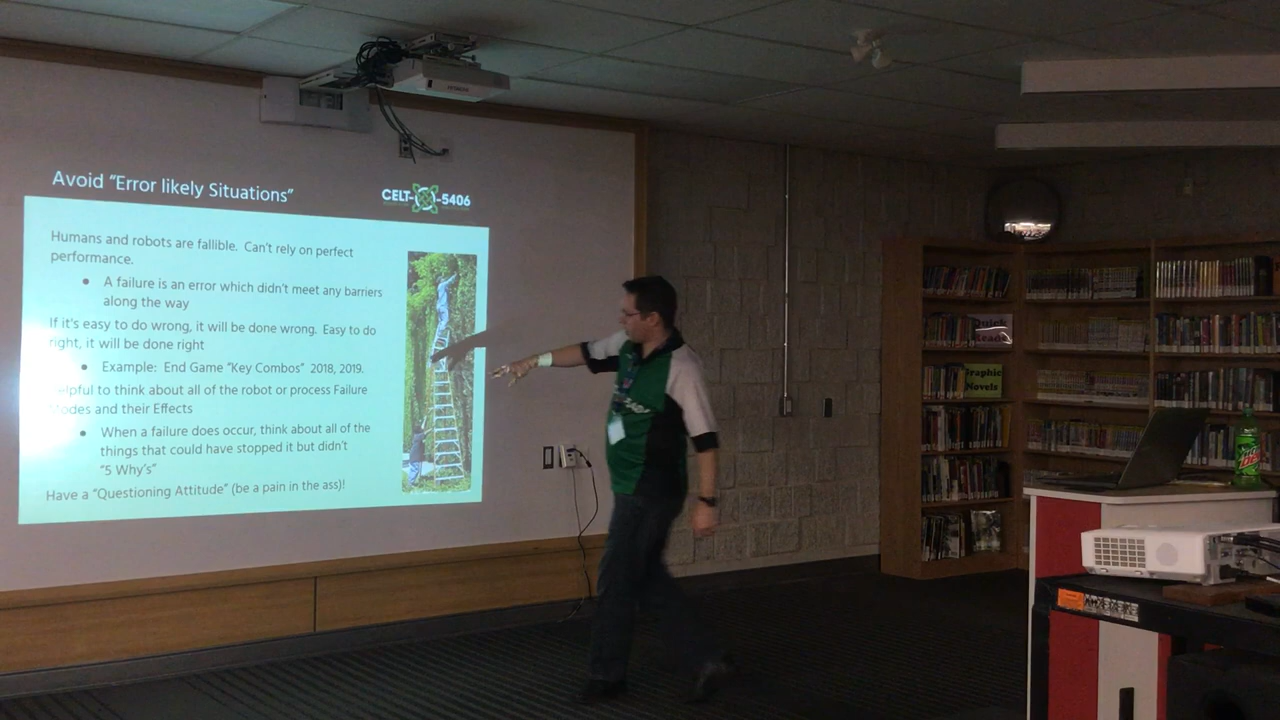 Avoid "Error likely Situations"
CELT-X-5406
Humans and robots are fallible. Can't rely on perfect
performance.
• A failure is an error which didn't meet any barriers
along the way
If it's easy to do wrong, it will be done wrong. Easy to do
right, it will be done right
• Example: End Game "Key Combos" 2018, 2019.
Helpful to think about all of the robot or process Failure
Modes and their Effects
• When a failure does occur, think about all of the
things that could have stopped it but didn't
"5 Why's"
Have a "Questioning Attitude" (be a pain in the ass)!
Quick
Reads
Graphic
Novels